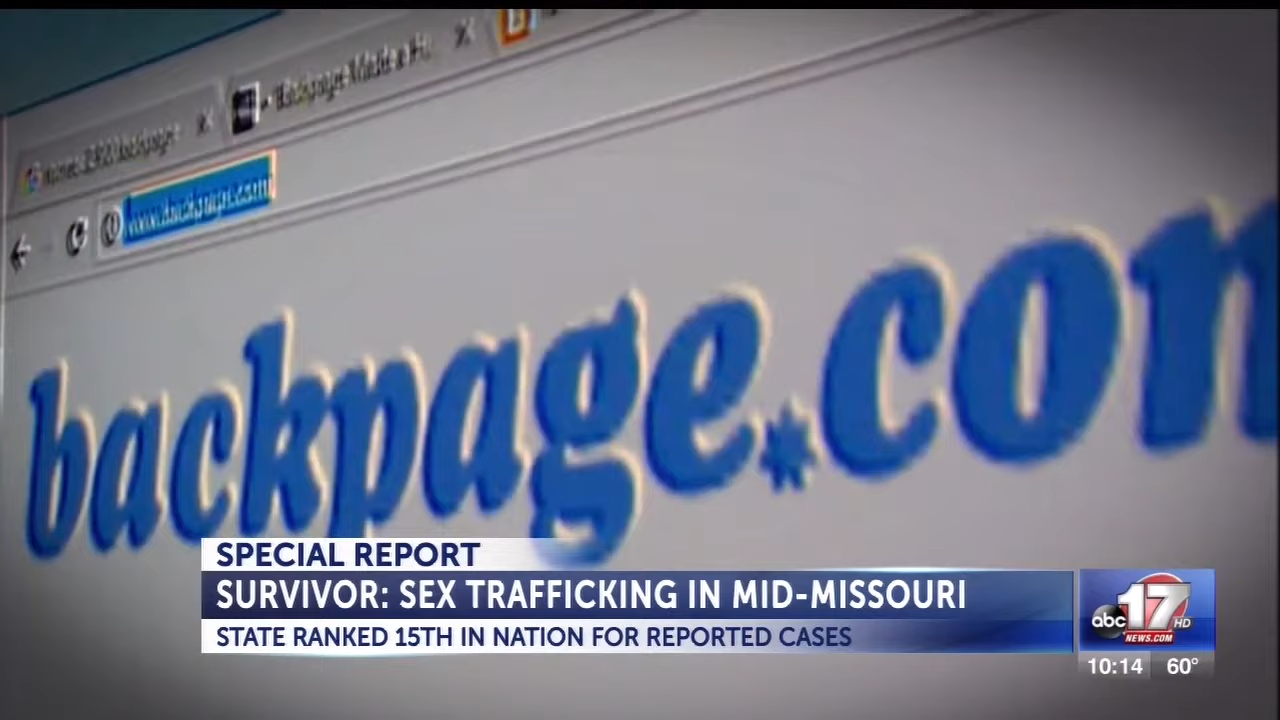 www.backpage.com
backpage.com
SPECIAL REPORT
SURVIVOR: SEX TRAFFICKING IN MID-MISSOURI
STATE RANKED 15TH IN NATION FOR REPORTED CASES
abc 17 HD
NEWS.COM
10:14 60°